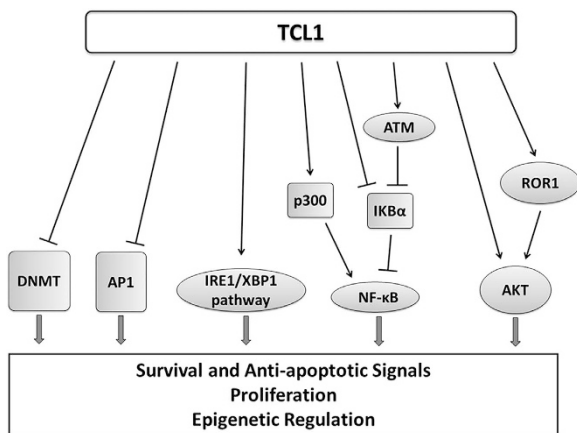 TCL1
ATM
p300
IKBα
ROR1
DNMT
AP1
IRE1/XBP1
pathway
NF-κB
AKT
Survival and Anti-apoptotic Signals
Proliferation
Epigenetic Regulation